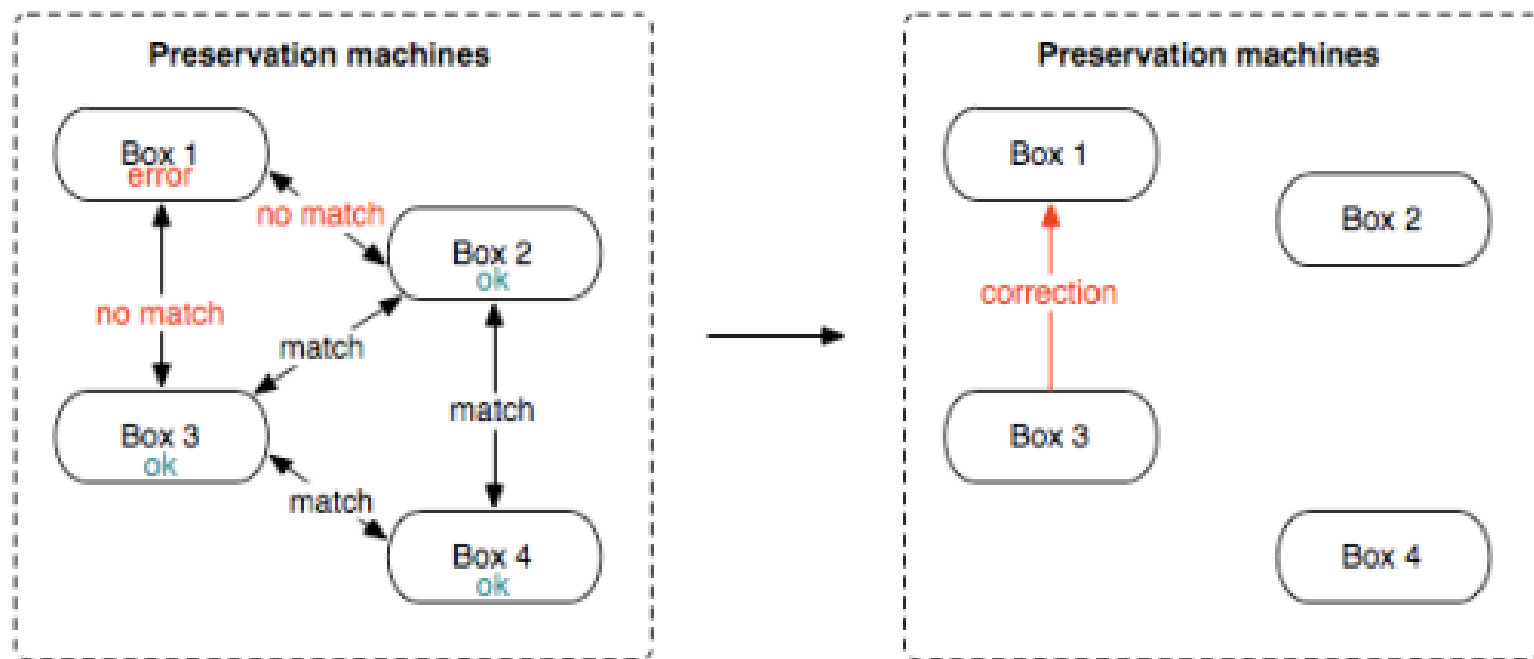 Preservation machines
Box 1
error
no match
Box 2
ok
no match
match
match
Box 3
ok
match
Box 4
ok
Preservation machines
Box 1
Box 2
correction
Box 3
Box 4